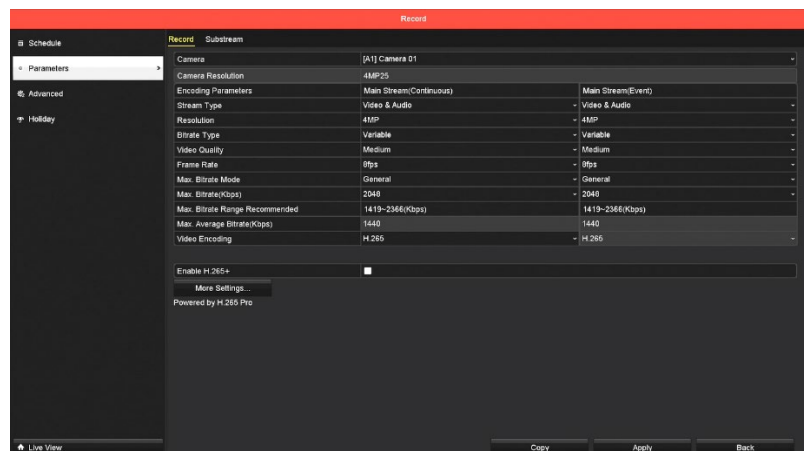 Record
Schedule
Parameters
Advanced
Holiday
Record Substream
Camera [A1] Camera 01
Camera Resolution 4MP25
Encoding Parameters Main Stream(Continuous) Main Stream(Event)
Stream Type Video & Audio Video & Audio
Resolution 4MP 4MP
Bitrate Type Variable Variable
Video Quality Medium Medium
Frame Rate 8fps 8fps
Max. Bitrate Mode General General
Max. Bitrate(Kbps) 2048 2048
Max. Bitrate Range Recommended 1419~2366(Kbps) 1419~2366(Kbps)
Max. Average Bitrate(Kbps) 1440 1440
Video Encoding H.265 H.265
Enable H.265+
More Settings...
Powered by H.265 Pro
Live View Copy Apply Back